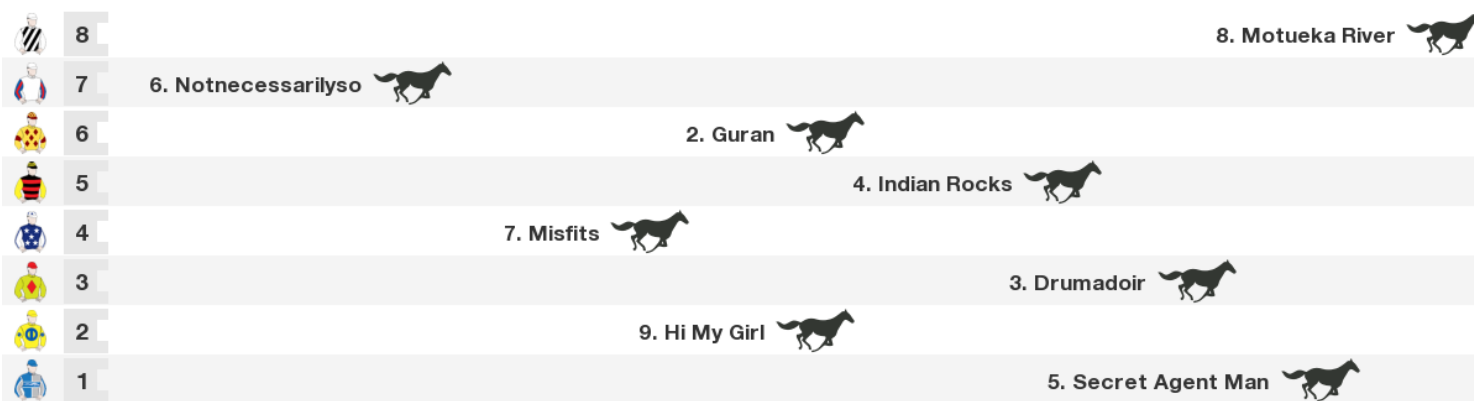 8 8. Motueka River
7 6. Notnecessarilyso
6 2. Guran
5 4. Indian Rocks
4 7. Misfits
3 3. Drumadoir
2 9. Hi My Girl
1 5. Secret Agent Man